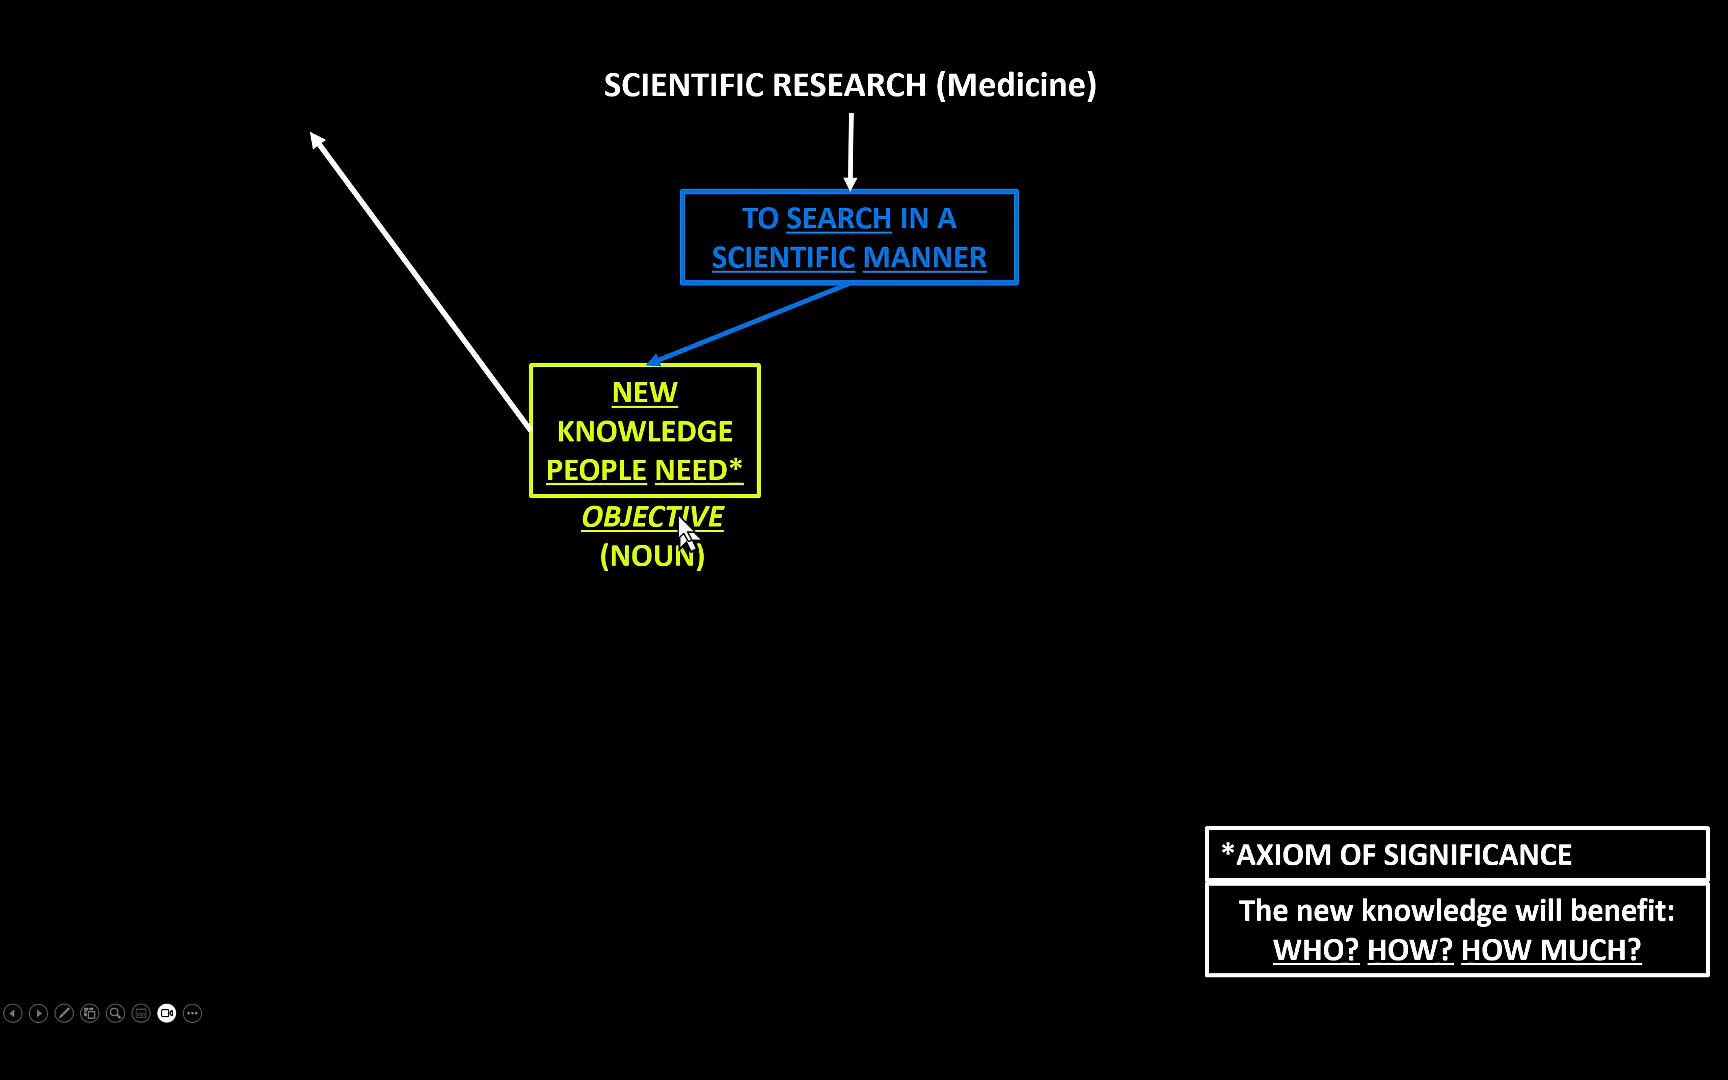 SCIENTIFIC RESEARCH (Medicine)
TO SEARCH IN A
SCIENTIFIC MANNER
NEW
KNOWLEDGE
PEOPLE NEED*
OBJECTIVE
(NOUN)
*AXIOM OF SIGNIFICANCE
The new knowledge will benefit:
WHO? HOW? HOW MUCH?